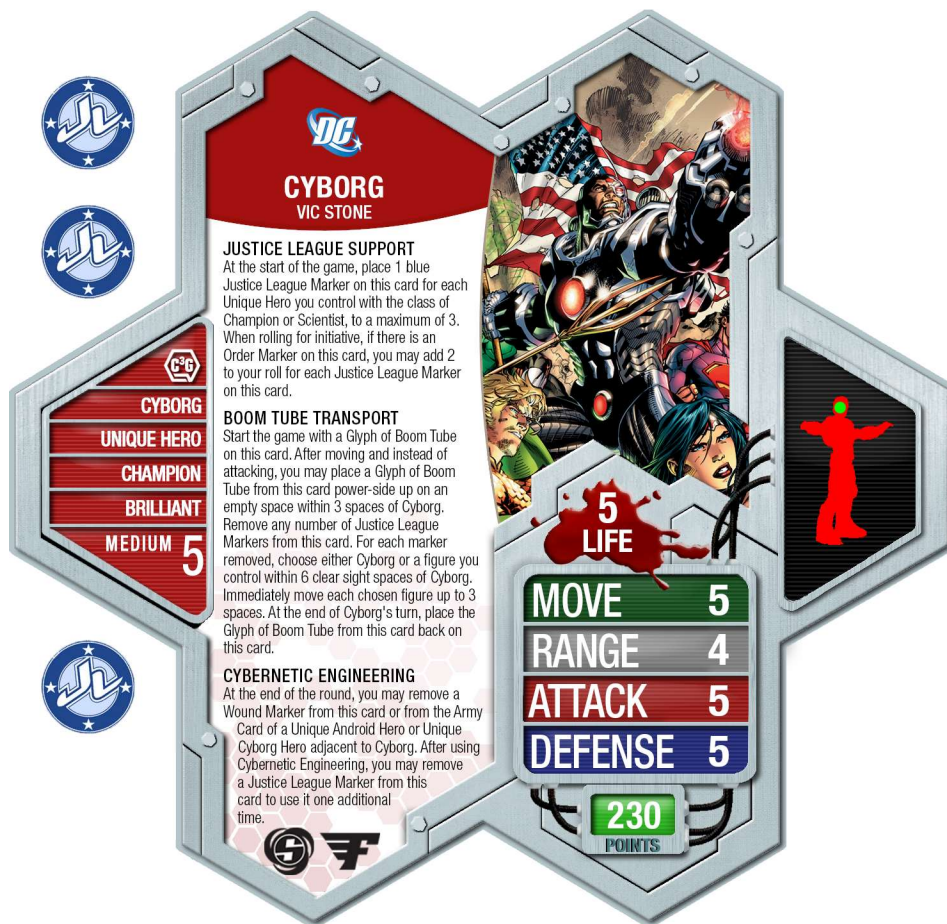 DC
CYBORG
VIC STONE
JUSTICE LEAGUE SUPPORT
At the start of the game, place 1 blue
Justice League Marker on this card for each
Unique Hero you control with the class of
Champion or Scientist, to a maximum of 3.
When rolling for initiative, if there is an
Order Marker on this card, you may add 2
to your roll for each Justice League Marker
on this card.
BOOM TUBE TRANSPORT
Start the game with a Glyph of Boom Tube
on this card. After moving and instead of
attacking, you may place a Glyph of Boom
Tube from this card power-side up on an
empty space within 3 spaces of Cyborg.
Remove any number of Justice League
Markers from this card. For each marker
removed, choose either Cyborg or a figure you
control within 6 clear sight spaces of Cyborg.
Immediately move each chosen figure up to 3
spaces. At the end of Cyborg's turn, place the
Glyph of Boom Tube from this card back on
this card.
CYBERNETIC ENGINEERING
At the end of the round, you may remove a
Wound Marker from this card or from the Army
Card of a Unique Android Hero or Unique
Cyborg Hero adjacent to Cyborg. After using
Cybernetic Engineering, you may remove
a Justice League Marker from this
card to use it one additional
time.
S F
C3G
CYBORG
UNIQUE HERO
CHAMPION
BRILLIANT
MEDIUM 5
5
LIFE
MOVE 5
RANGE 4
ATTACK 5
DEFENSE 5
230
POINTS
JL
JL
JL